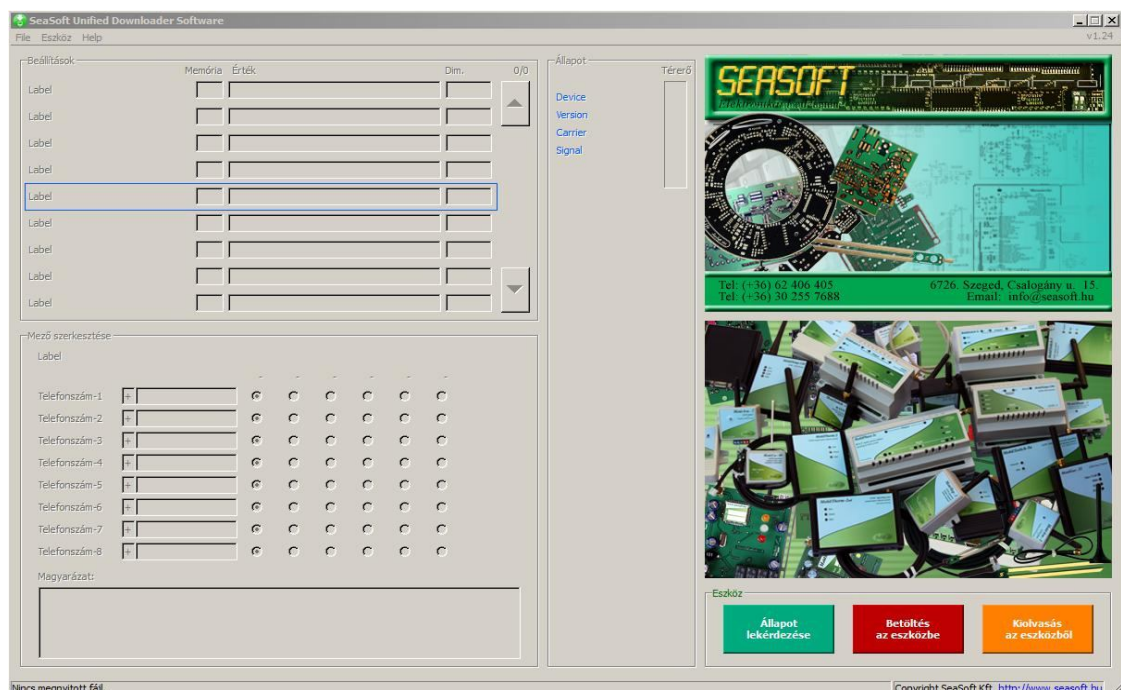 SeaSoft Unified Downloader Software
File Eszköz Help
v1.24
Beállítások
Memória Érték Dim. 0/0
Label
Label
Label
Label
Label
Label
Label
Label
Label
Állapot
Térerő
Device
Version
Carrier
Signal
SEASOFT
Tel: (+36) 62 406 405
Tel: (+36) 30 255 7688
6726. Szeged, Csalogány u. 15.
Email: info@seasoft.hu
Mező szerkesztése
Label
Telefonszám-1 +
Telefonszám-2 +
Telefonszám-3 +
Telefonszám-4 +
Telefonszám-5 +
Telefonszám-6 +
Telefonszám-7 +
Telefonszám-8 +
Magyarázat:
Eszköz
Állapot
lekérdezése
Betöltés
az eszközbe
Kiolvasás
az eszközből
Nincs megnyitott fájl
Copyright SeaSoft Kft. http://www.seasoft.hu